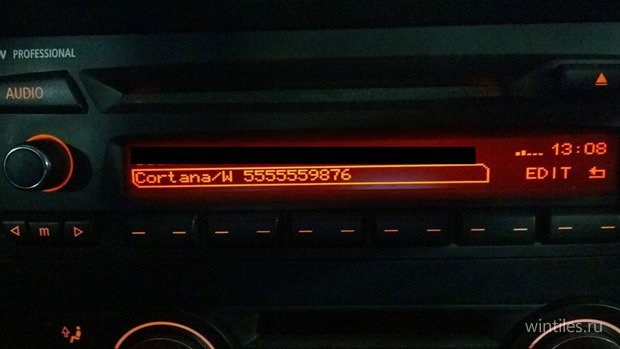 PROFESSIONAL
AUDIO
13:08
Cortana/W 5555559876
EDIT
m
wintiles.ru